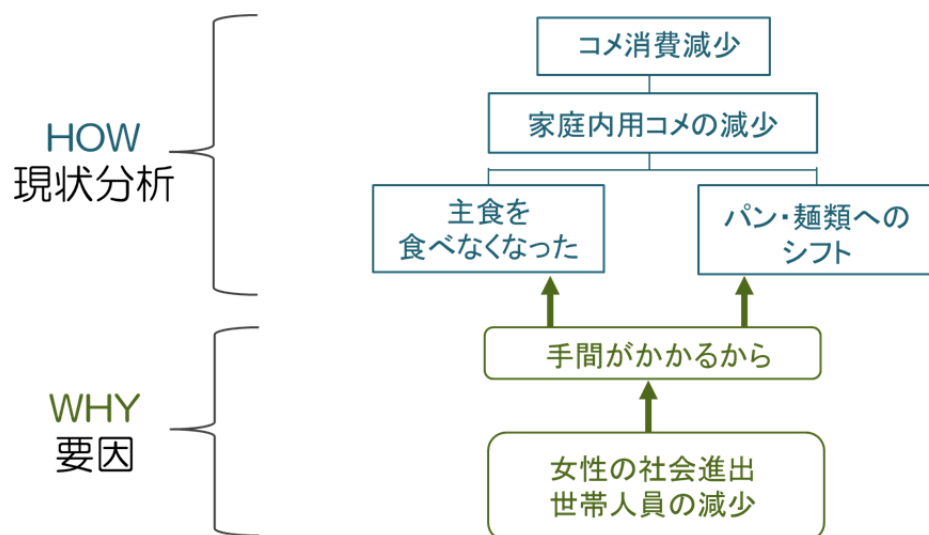 コメ消費減少
家庭内用コメの減少
HOW
現状分析
主食を
食べなくなった
パン・麺類への
シフト
手間がかかるから
WHY
要因
女性の社会進出
世帯人員の減少